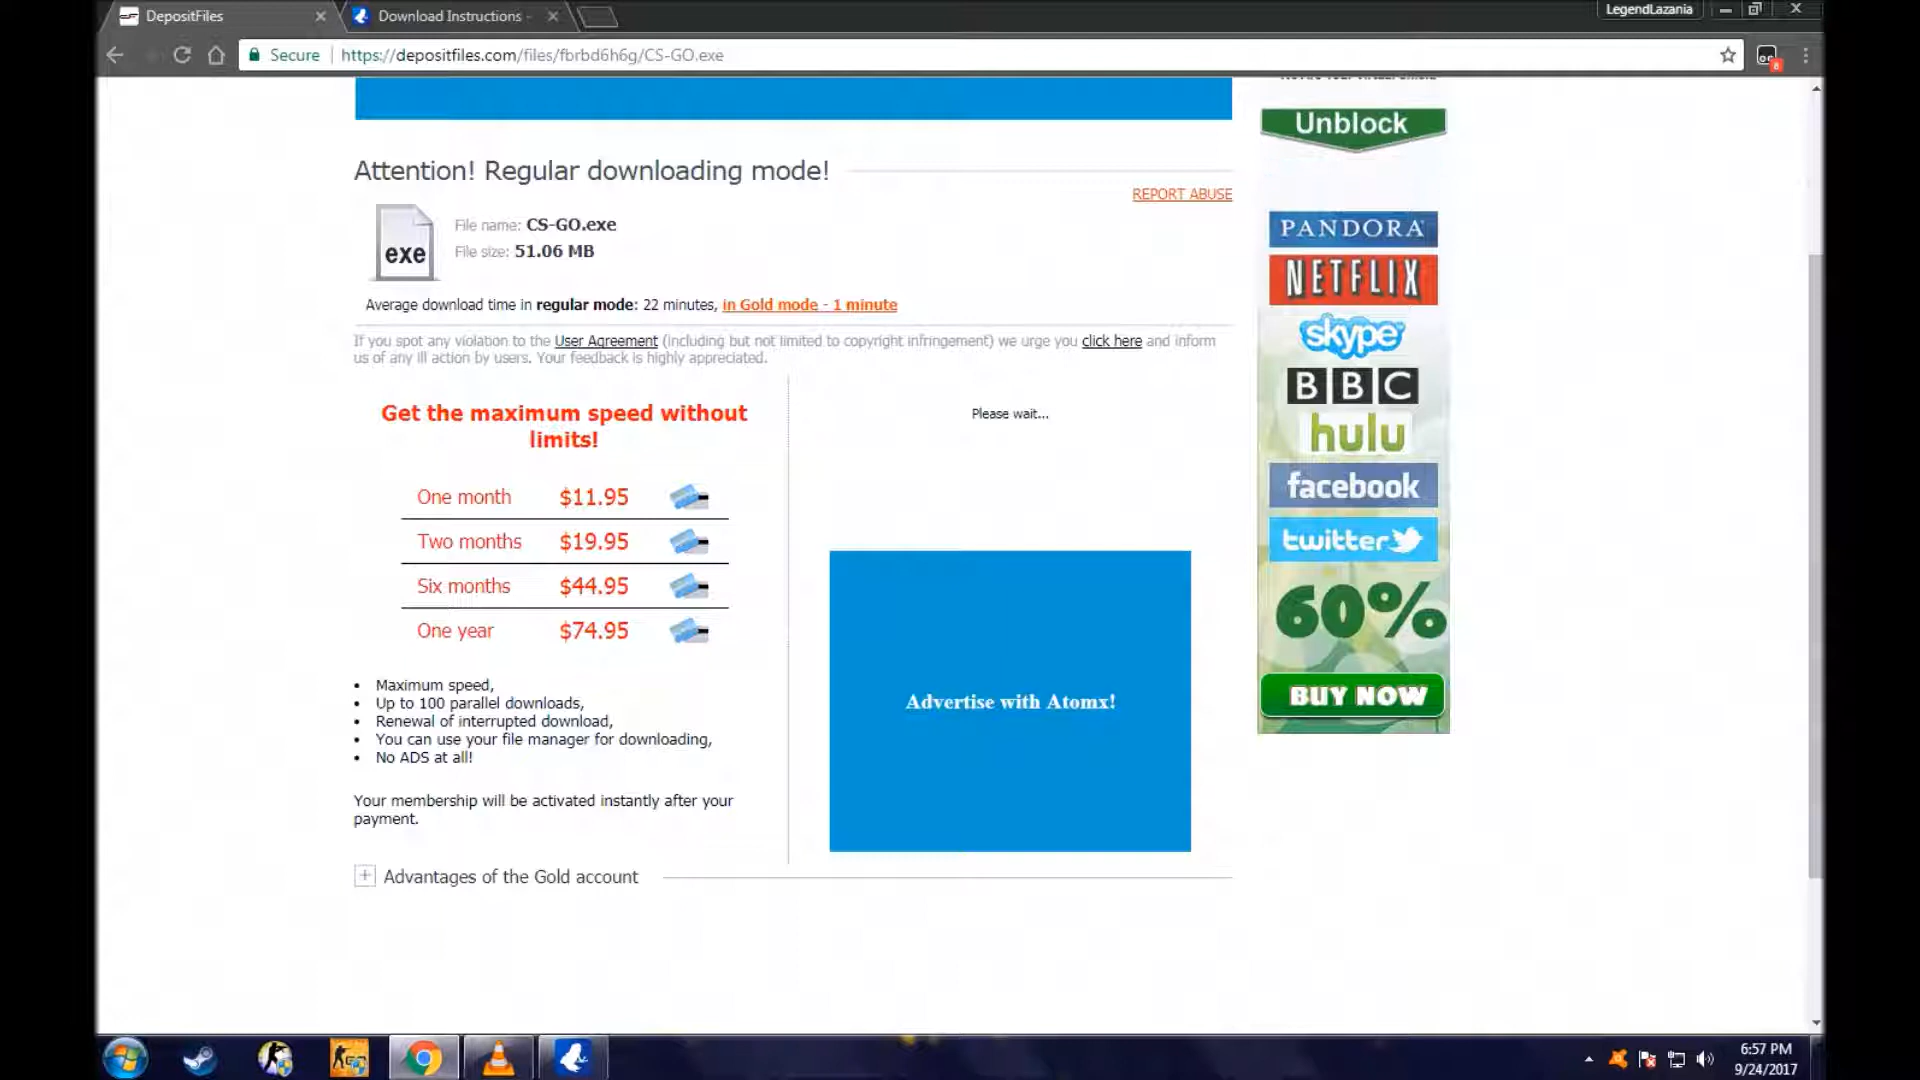 DepositFiles
Download Instructions -
LegendLazania
Secure
https://depositfiles.com/files/fbrbd6h6g/CS-GO.exe
8
Unblock
Attention! Regular downloading mode!
REPORT ABUSE
exe
File name: CS-GO.exe
File size: 51.06 MB
Average download time in regular mode: 22 minutes, in Gold mode - 1 minute
If you spot any violation to the User Agreement (including but not limited to copyright infringement) we urge you click here and inform
us of any ill action by users. Your feedback is highly appreciated.
Get the maximum speed without
limits!
One month $11.95
Two months $19.95
Six months $44.95
One year $74.95
Maximum speed,
Up to 100 parallel downloads,
Renewal of interrupted download,
You can use your file manager for downloading,
No ADS at all!
Your membership will be activated instantly after your
payment.
Advantages of the Gold account
Please wait...
Advertise with Atomx!
PANDORA
NETFLIX
skype
BBC
hulu
facebook
twitter
60%
BUY NOW
GO
6:57 PM
9/24/2017